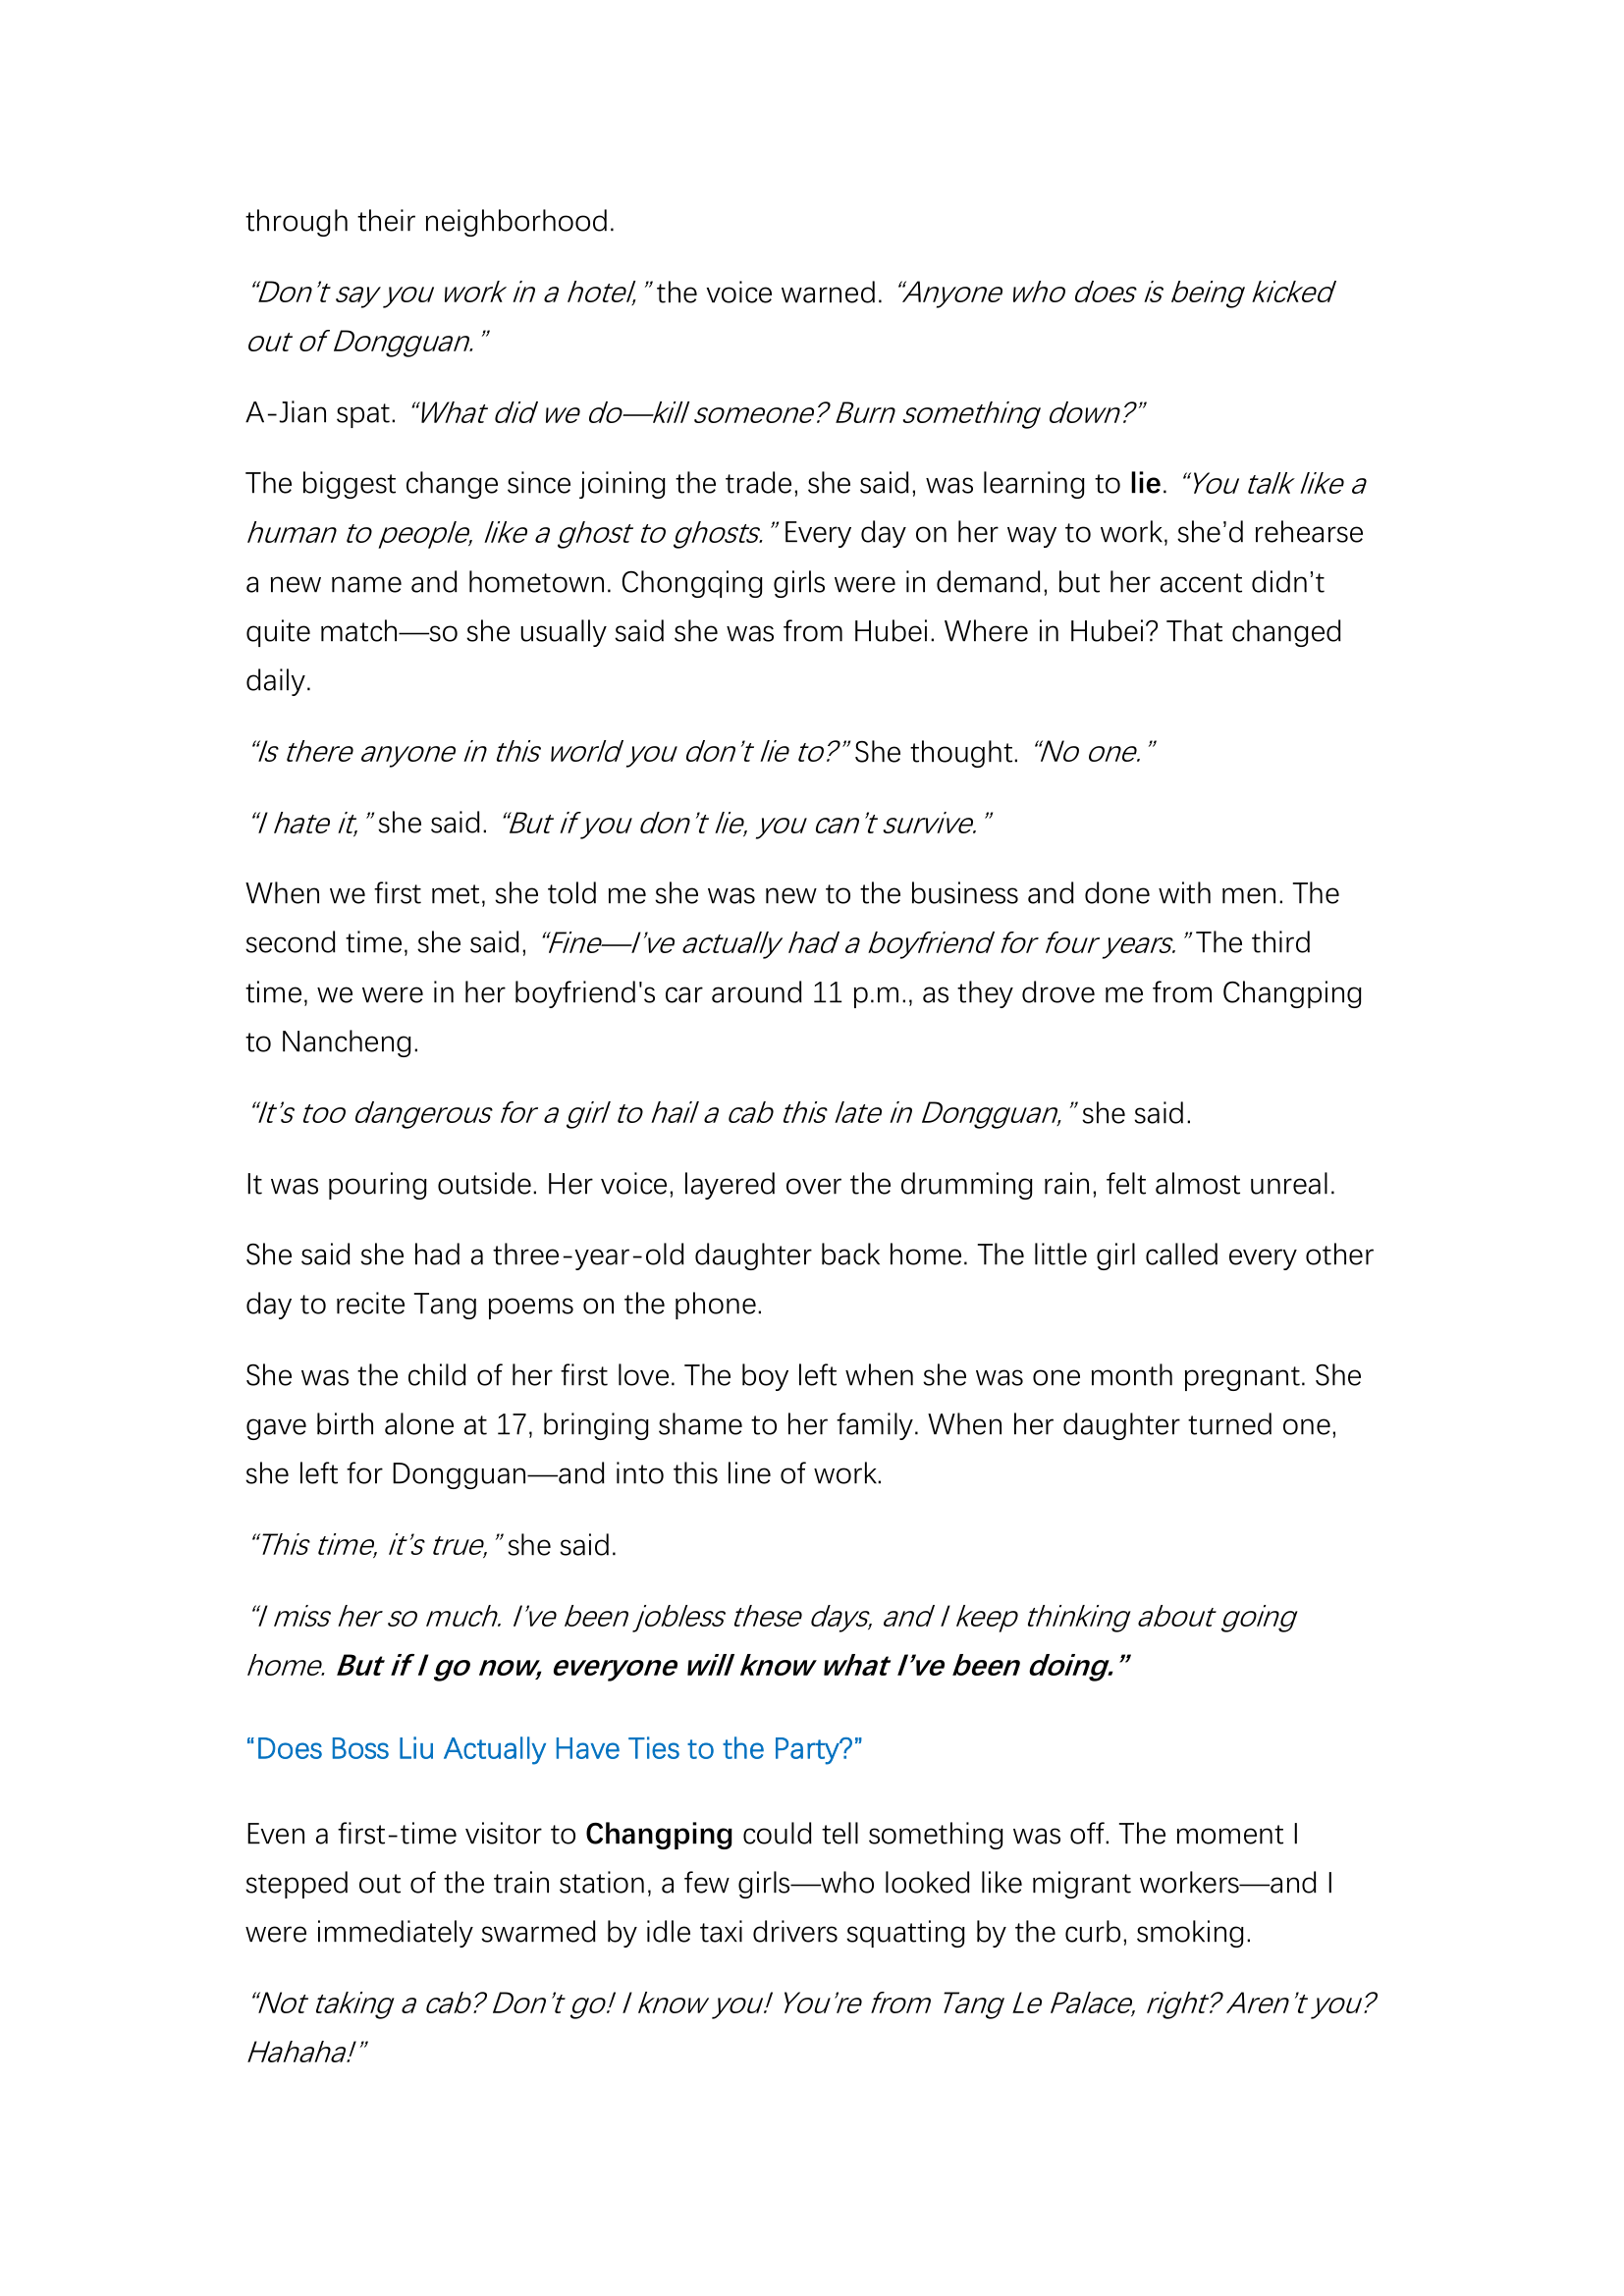 through their neighborhood.
“Don’t say you work in a hotel,” the voice warned. “Anyone who does is being kicked
out of Dongguan.”
A-Jian spat. “What did we do—kill someone? Burn something down?”
The biggest change since joining the trade, she said, was learning to lie. “You talk like a
human to people, like a ghost to ghosts.” Every day on her way to work, she’d rehearse
a new name and hometown. Chongqing girls were in demand, but her accent didn’t
quite match—so she usually said she was from Hubei. Where in Hubei? That changed
daily.
“Is there anyone in this world you don’t lie to?” She thought. “No one.”
“I hate it,” she said. “But if you don’t lie, you can’t survive.”
When we first met, she told me she was new to the business and done with men. The
second time, she said, “Fine—I’ve actually had a boyfriend for four years.” The third
time, we were in her boyfriend's car around 11 p.m., as they drove me from Changping
to Nancheng.
“It’s too dangerous for a girl to hail a cab this late in Dongguan,” she said.
It was pouring outside. Her voice, layered over the drumming rain, felt almost unreal.
She said she had a three-year-old daughter back home. The little girl called every other
day to recite Tang poems on the phone.
She was the child of her first love. The boy left when she was one month pregnant. She
gave birth alone at 17, bringing shame to her family. When her daughter turned one,
she left for Dongguan—and into this line of work.
“This time, it’s true,” she said.
“I miss her so much. I’ve been jobless these days, and I keep thinking about going
home. But if I go now, everyone will know what I’ve been doing.”
“Does Boss Liu Actually Have Ties to the Party?”
Even a first-time visitor to Changping could tell something was off. The moment I
stepped out of the train station, a few girls—who looked like migrant workers—and I
were immediately swarmed by idle taxi drivers squatting by the curb, smoking.
“Not taking a cab? Don’t go! I know you! You’re from Tang Le Palace, right? Aren’t you?
Hahaha!”